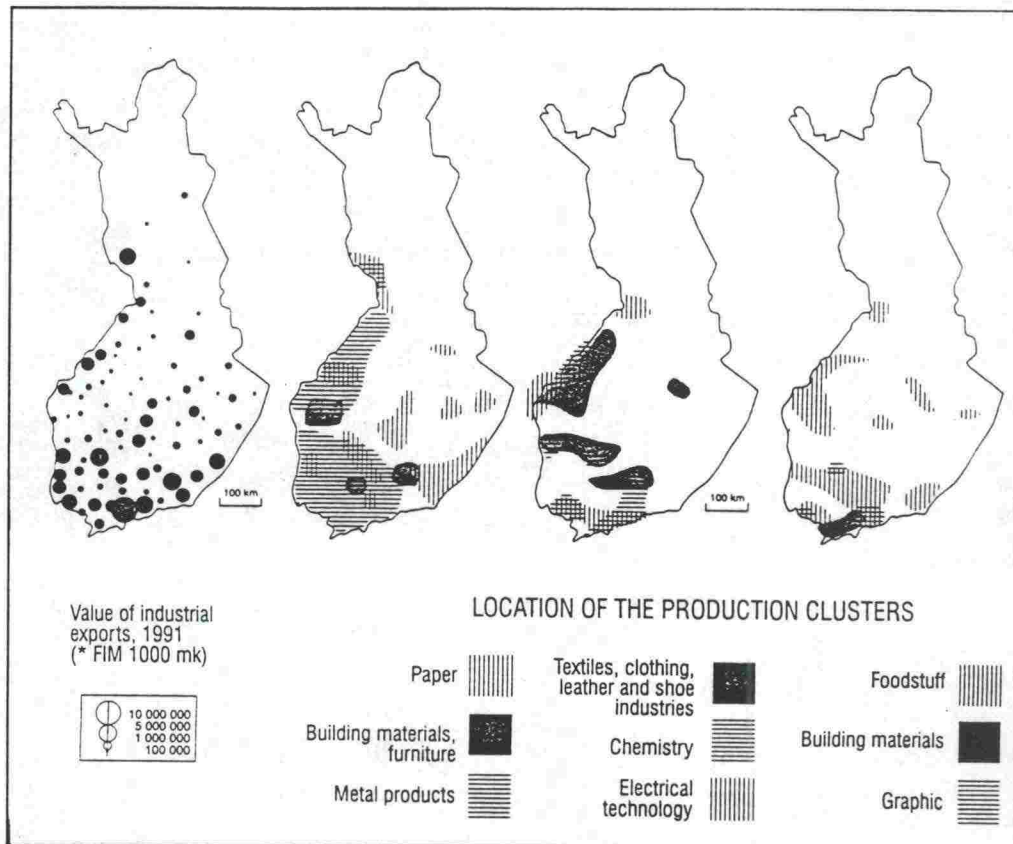 100 km
100 km
Value of industrial
exports, 1991
(* FIM 1000 mk)
10 000 000
5 000 000
1 000 000
100 000
LOCATION OF THE PRODUCTION CLUSTERS
Paper
Building materials,
furniture
Metal products
Textiles, clothing,
leather and shoe
industries
Chemistry
Electrical
technology
Foodstuff
Building materials
Graphic